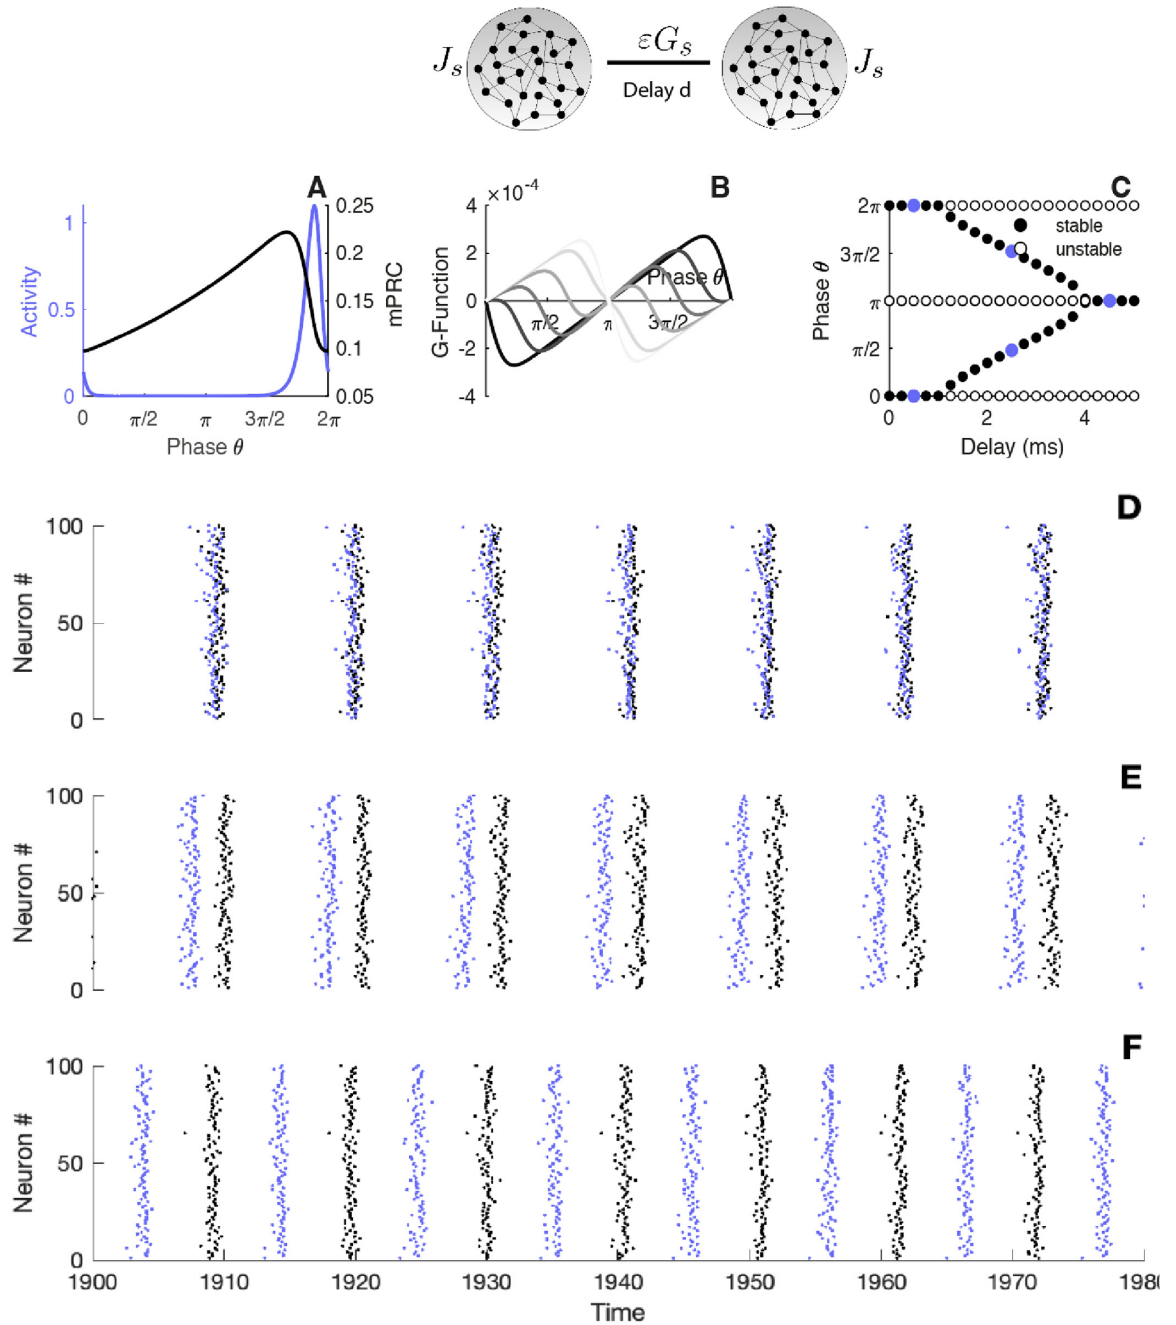 J_s εG_s J_s
Delay d
A B C
×10^-4
1 0.5 0
Activity
0.25 0.2 0.15 0.1 0.05
mPRC
0 π/2 π 3π/2 2π
Phase θ
4 2 0 -2 -4
G-Function
Phase θ
π/2 π 3π/2
2π 3π/2 π π/2 0
Phase θ
stable
unstable
0 2 4
Delay (ms)
D
100
50
0
Neuron #
E
100
50
0
Neuron #
F
100
50
0
Neuron #
1900 1910 1920 1930 1940 1950 1960 1970 198
Time